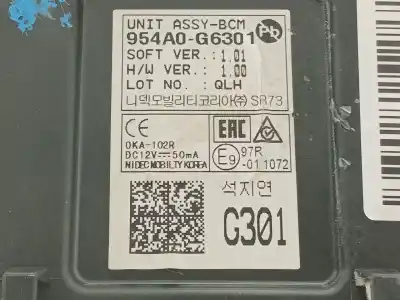 UNIT ASSY-BCM
954A0-G6301
Pb
SOFT VER. : 1.01
H/W VER. : 1.00
LOT NO. : QLH
니덱모빌리티코리아㈜ SR73
CE
EAC
OKA-102R
DC12V⎓50mA
NIDEC MOBILITY KOREA
E9
97R
-01 1072
석지연
G301